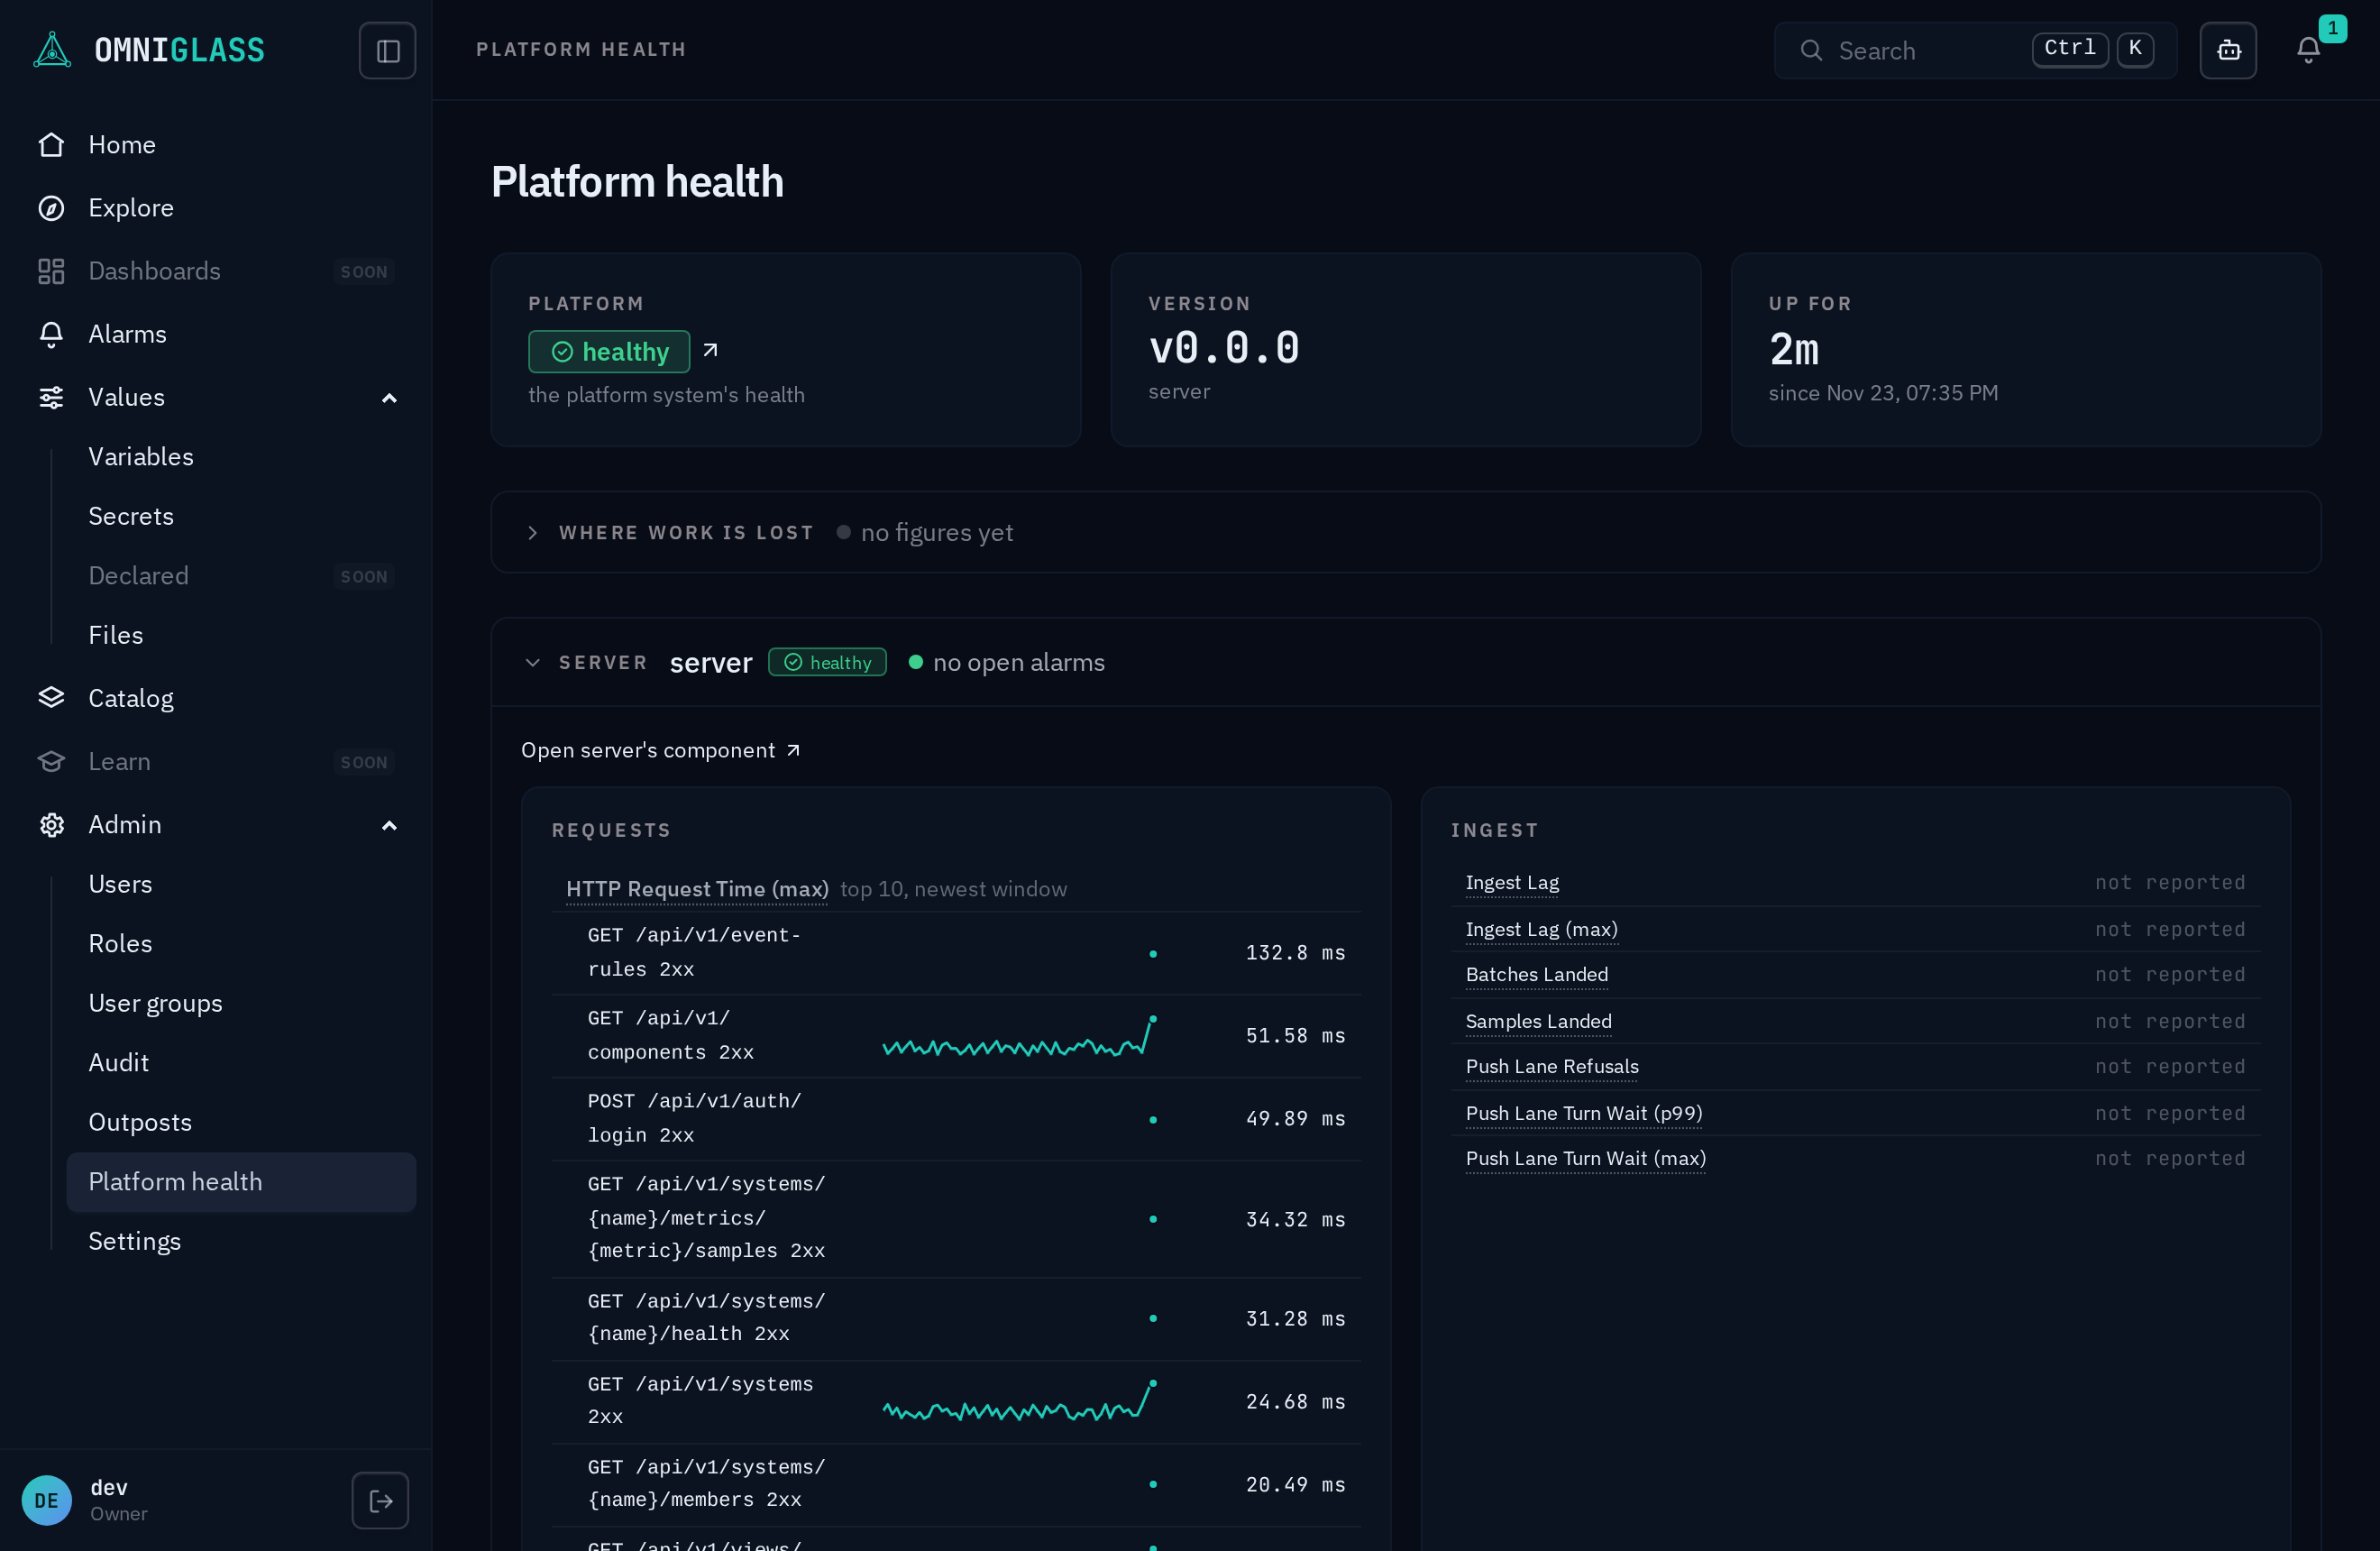 OMNIGLASS
Home
Explore
Dashboards SOON
Alarms
Values
Variables
Secrets
Declared SOON
Files
Catalog
Learn SOON
Admin
Users
Roles
User groups
Audit
Outposts
Platform health
Settings
DE dev
Owner
PLATFORM HEALTH
Search Ctrl K
1
Platform health
PLATFORM
healthy
the platform system's health
VERSION
v0.0.0
server
UP FOR
2m
since Nov 23, 07:35 PM
WHERE WORK IS LOST no figures yet
SERVER server healthy no open alarms
Open server's component
REQUESTS
HTTP Request Time (max) top 10, newest window
GET /api/v1/event-
rules 2xx
132.8 ms
GET /api/v1/
components 2xx
51.58 ms
POST /api/v1/auth/
login 2xx
49.89 ms
GET /api/v1/systems/
{name}/metrics/
{metric}/samples 2xx
34.32 ms
GET /api/v1/systems/
{name}/health 2xx
31.28 ms
GET /api/v1/systems
2xx
24.68 ms
GET /api/v1/systems/
{name}/members 2xx
20.49 ms
GET /api/v1/views/
INGEST
Ingest Lag not reported
Ingest Lag (max) not reported
Batches Landed not reported
Samples Landed not reported
Push Lane Refusals not reported
Push Lane Turn Wait (p99) not reported
Push Lane Turn Wait (max) not reported